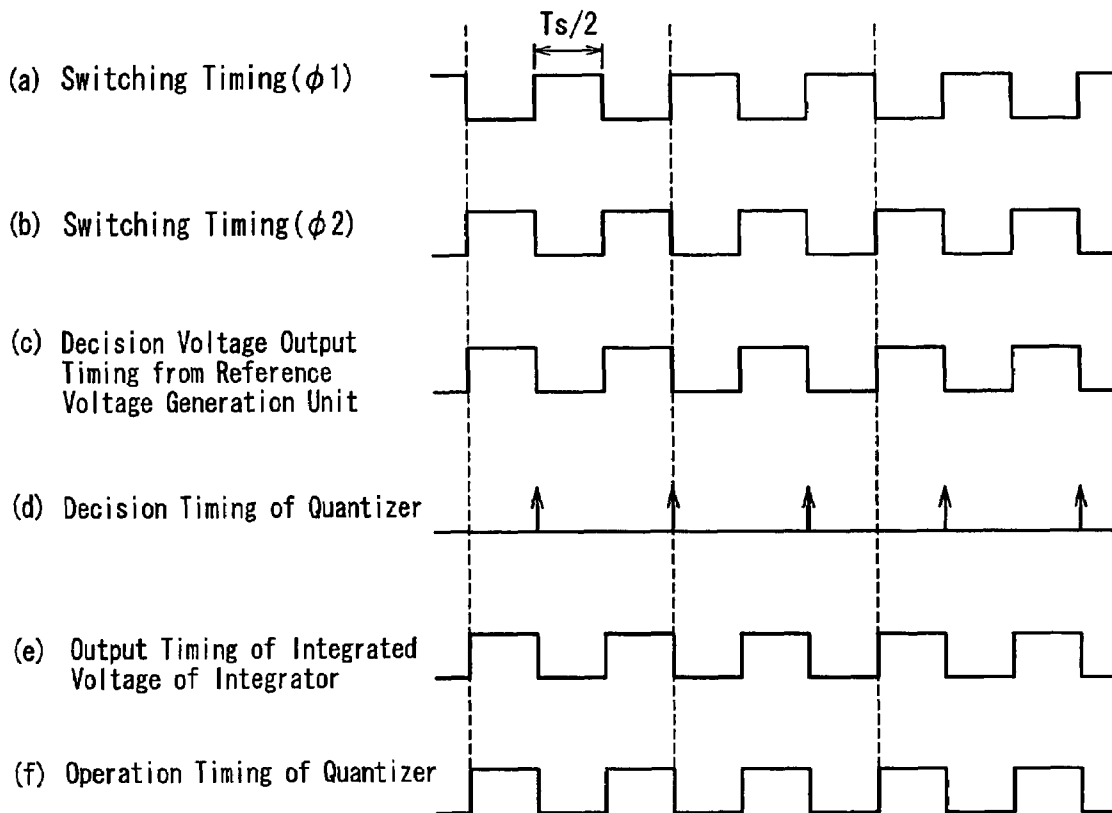 Ts/2
(a) Switching Timing(ϕ1)
(b) Switching Timing(ϕ2)
(c) Decision Voltage Output
Timing from Reference
Voltage Generation Unit
(d) Decision Timing of Quantizer
(e) Output Timing of Integrated
Voltage of Integrator
(f) Operation Timing of Quantizer